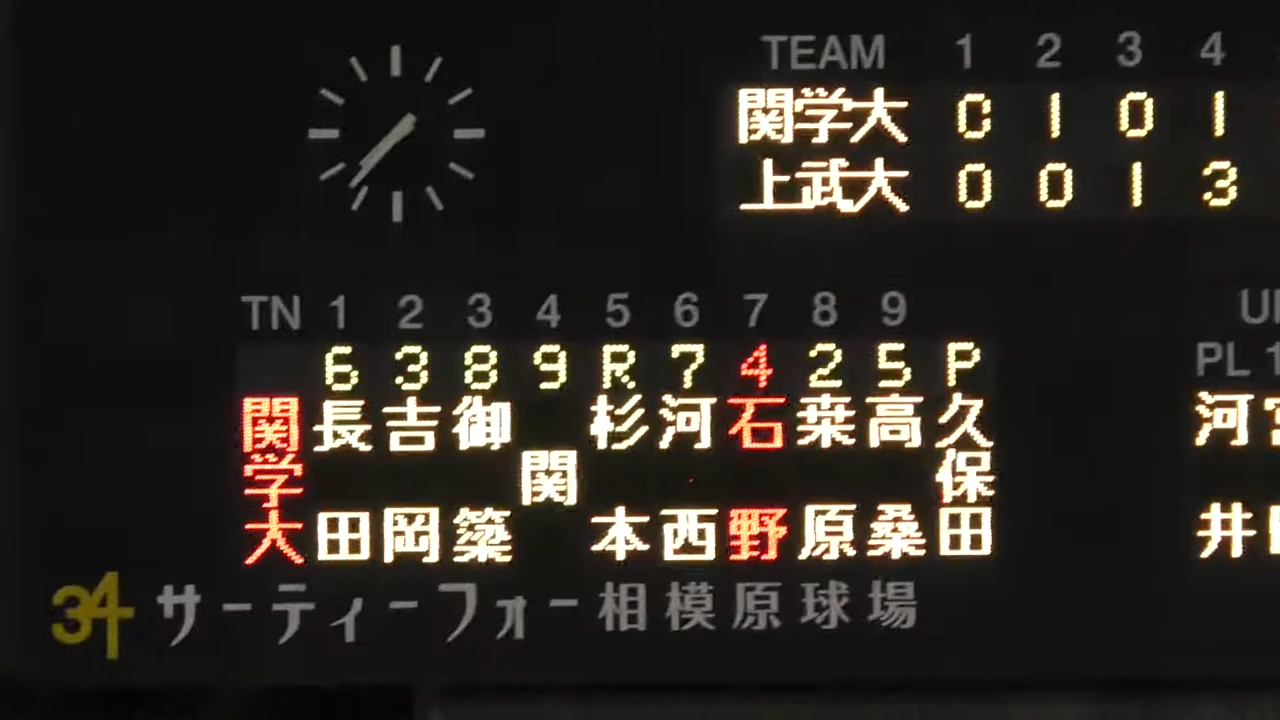 TEAM 1 2 3 4
関学大 0 1 0 1
上武大 0 0 1 3
TN 1 2 3 4 5 6 7 8 9
6 3 8 9 R 7 4 2 5 P
PL 1
関学大 長田 吉岡 御築 関 杉本 河西 石野 桒原 高桑 久保田
河
井
34 サーティーフォー相模原球場